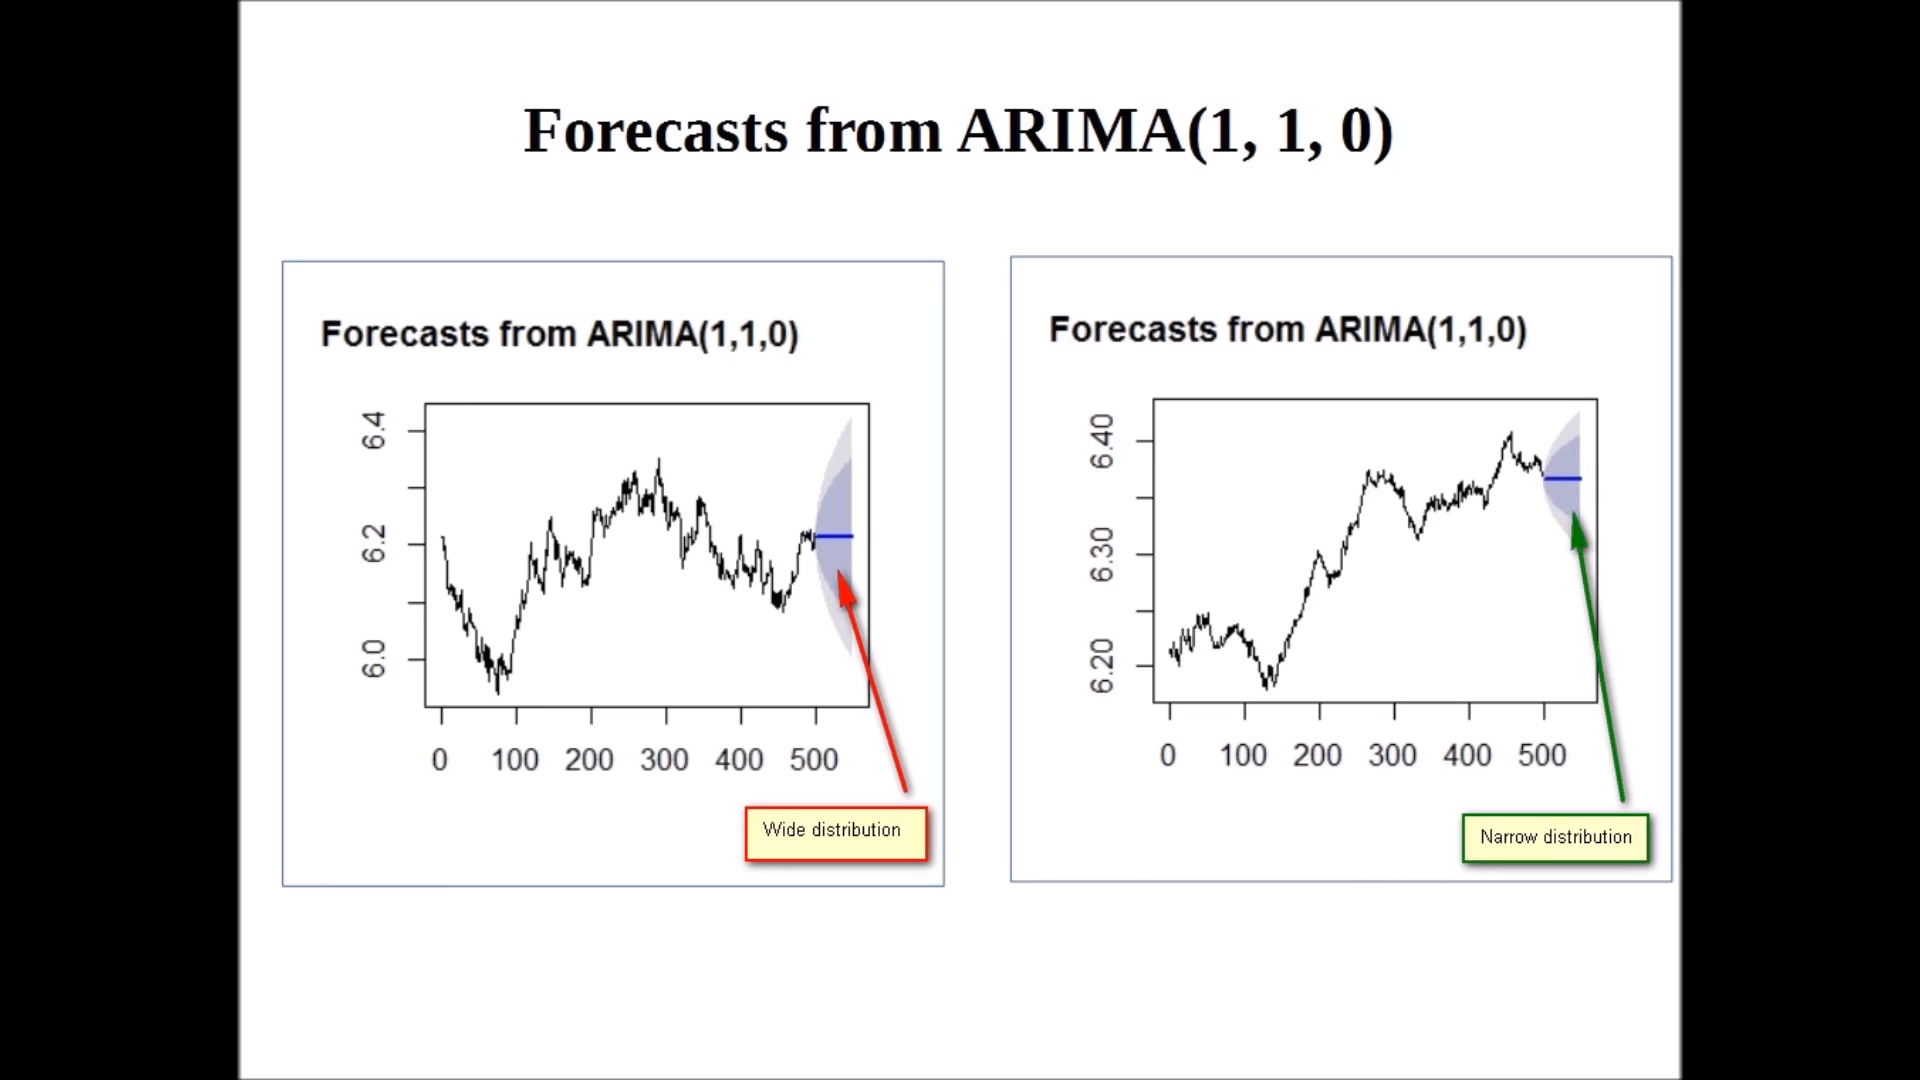 Forecasts from ARIMA(1, 1, 0)
Forecasts from ARIMA(1,1,0)
6.4
6.2
6.0
0 100 200 300 400 500
Wide distribution
Forecasts from ARIMA(1,1,0)
6.40
6.30
6.20
0 100 200 300 400 500
Narrow distribution